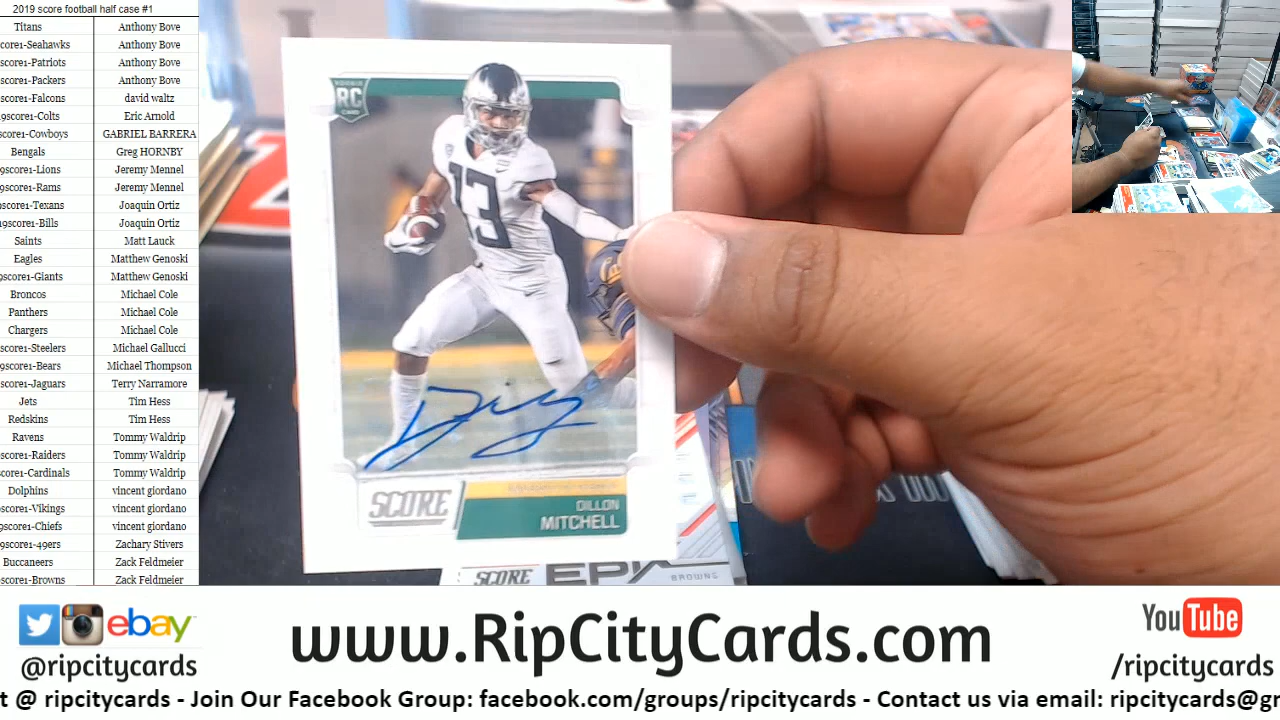 2019 score football half case #1
Titans Anthony Bove
score1-Seahawks Anthony Bove
score1-Patriots Anthony Bove
score1-Packers Anthony Bove
score1-Falcons david waltz
9score1-Colts Eric Arnold
score1-Cowboys GABRIEL BARRERA
Bengals Greg HORNBY
9score1-Lions Jeremy Mennel
9score1-Rams Jeremy Mennel
9score1-Texans Joaquin Ortiz
19score1-Bills Joaquin Ortiz
Saints Matt Lauck
Eagles Matthew Genoski
9score1-Giants Matthew Genoski
Broncos Michael Cole
Panthers Michael Cole
Chargers Michael Cole
score1-Steelers Michael Gallucci
9score1-Bears Michael Thompson
score1-Jaguars Terry Narramore
Jets Tim Hess
Redskins Tim Hess
Ravens Tommy Waldrip
score1-Raiders Tommy Waldrip
score1-Cardinals Tommy Waldrip
Dolphins vincent giordano
score1-Vikings vincent giordano
9score1-Chiefs vincent giordano
9score1-49ers Zachary Stivers
Buccaneers Zack Feldmeier
score1-Browns Zack Feldmeier
RC
CARD
13
SCORE
DILLON
MITCHELL
SCORE
BROWNS
ebay
@ripcitycards
www.RipCityCards.com
YouTube
/ripcitycards
t @ ripcitycards - Join Our Facebook Group: facebook.com/groups/ripcitycards - Contact us via email: ripcitycards@gr